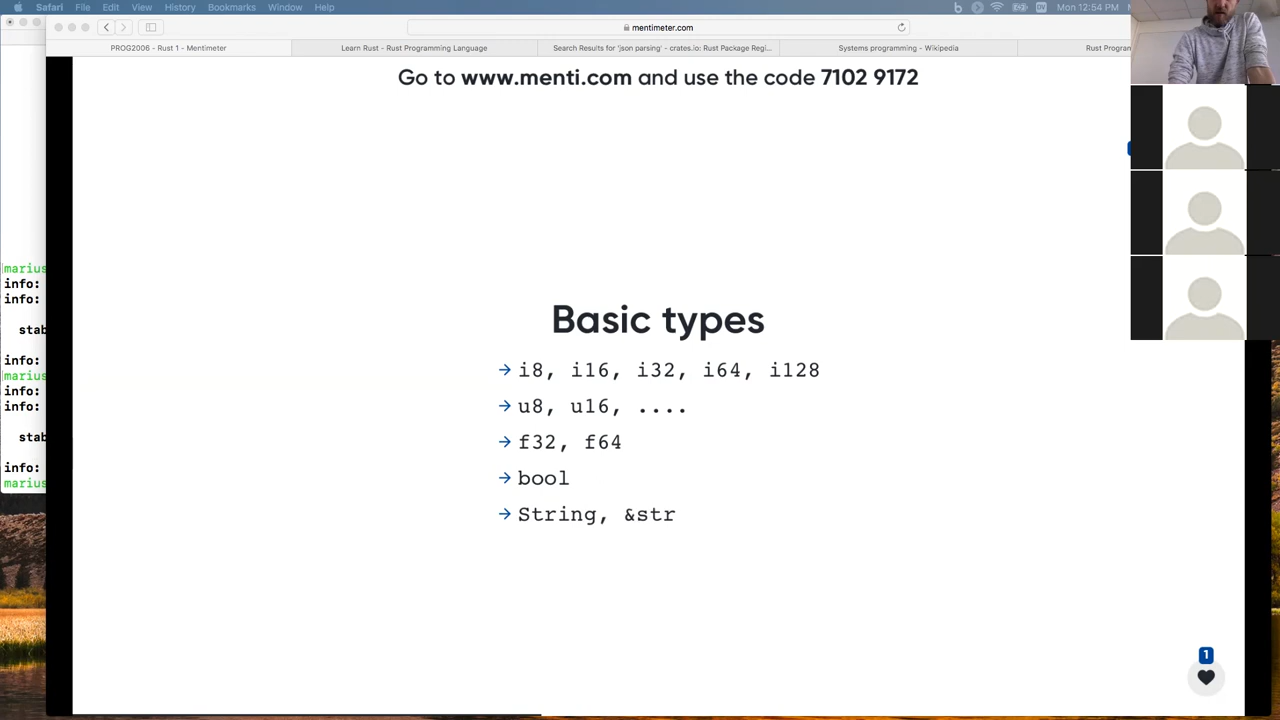 Safari File Edit View History Bookmarks Window Help Mon 12:54 PM
mentimeter.com
PROG2006 - Rust 1 - Mentimeter
Learn Rust - Rust Programming Language
Search Results for 'json parsing' - crates.io: Rust Package Regi...
Systems programming - Wikipedia
Rust Program
Go to www.menti.com and use the code 7102 9172
Basic types
→ i8, i16, i32, i64, i128
→ u8, u16, ....
→ f32, f64
→ bool
→ String, &str
marius
info:
info:
stab
info:
marius
info:
info:
stab
info:
marius
1